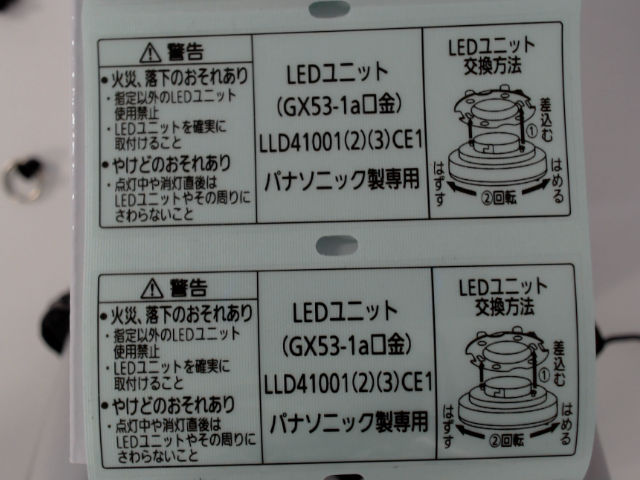 ⚠ 警告
●火災、落下のおそれあり
・指定以外のLEDユニット
使用禁止
・LEDユニットを確実に
取付けること
●やけどのおそれあり
・点灯中や消灯直後は
LEDユニットやその周りに
さわらないこと
LEDユニット
(GX53-1a口金)
LLD41001(2)(3)CE1
パナソニック製専用
LEDユニット
交換方法
差込む
①
はずす
②回転
はめる
⚠ 警告
●火災、落下のおそれあり
・指定以外のLEDユニット
使用禁止
・LEDユニットを確実に
取付けること
●やけどのおそれあり
・点灯中や消灯直後は
LEDユニットやその周りに
さわらないこと
LEDユニット
(GX53-1a口金)
LLD41001(2)(3)CE1
パナソニック製専用
LEDユニット
交換方法
差込む
①
はずす
②回転
はめる